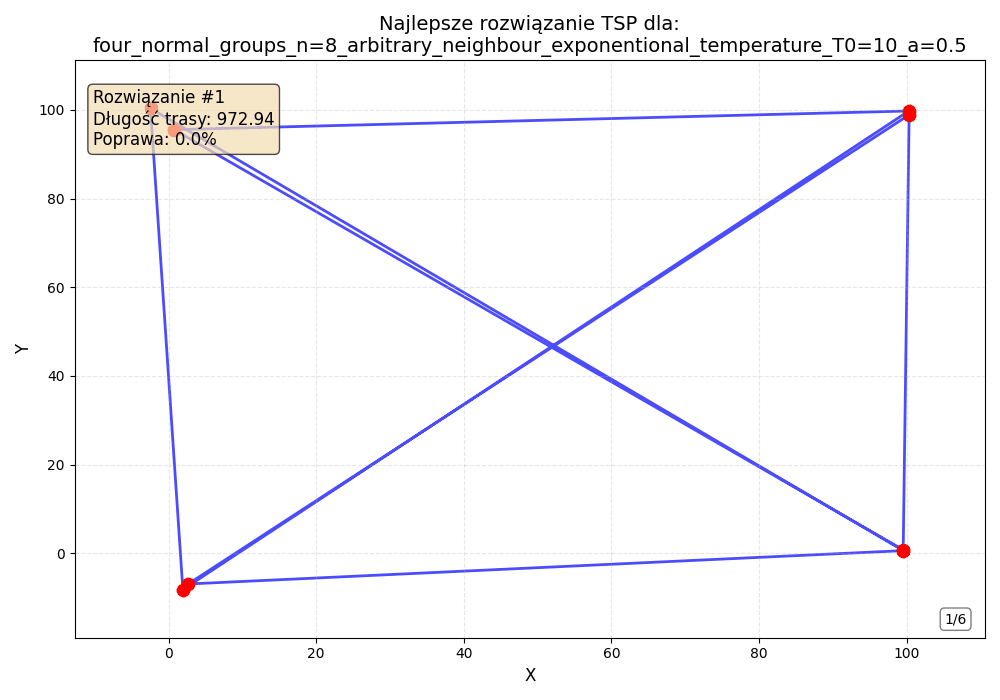 Najlepsze rozwiązanie TSP dla:
four_normal_groups_n=8_arbitrary_neighbour_exponential_temperature_T0=10_a=0.5
Rozwiązanie #1
Długość trasy: 972.94
Poprawa: 0.0%
100
80
60
40
20
0
Y
0 20 40 60 80 100
X
1/6